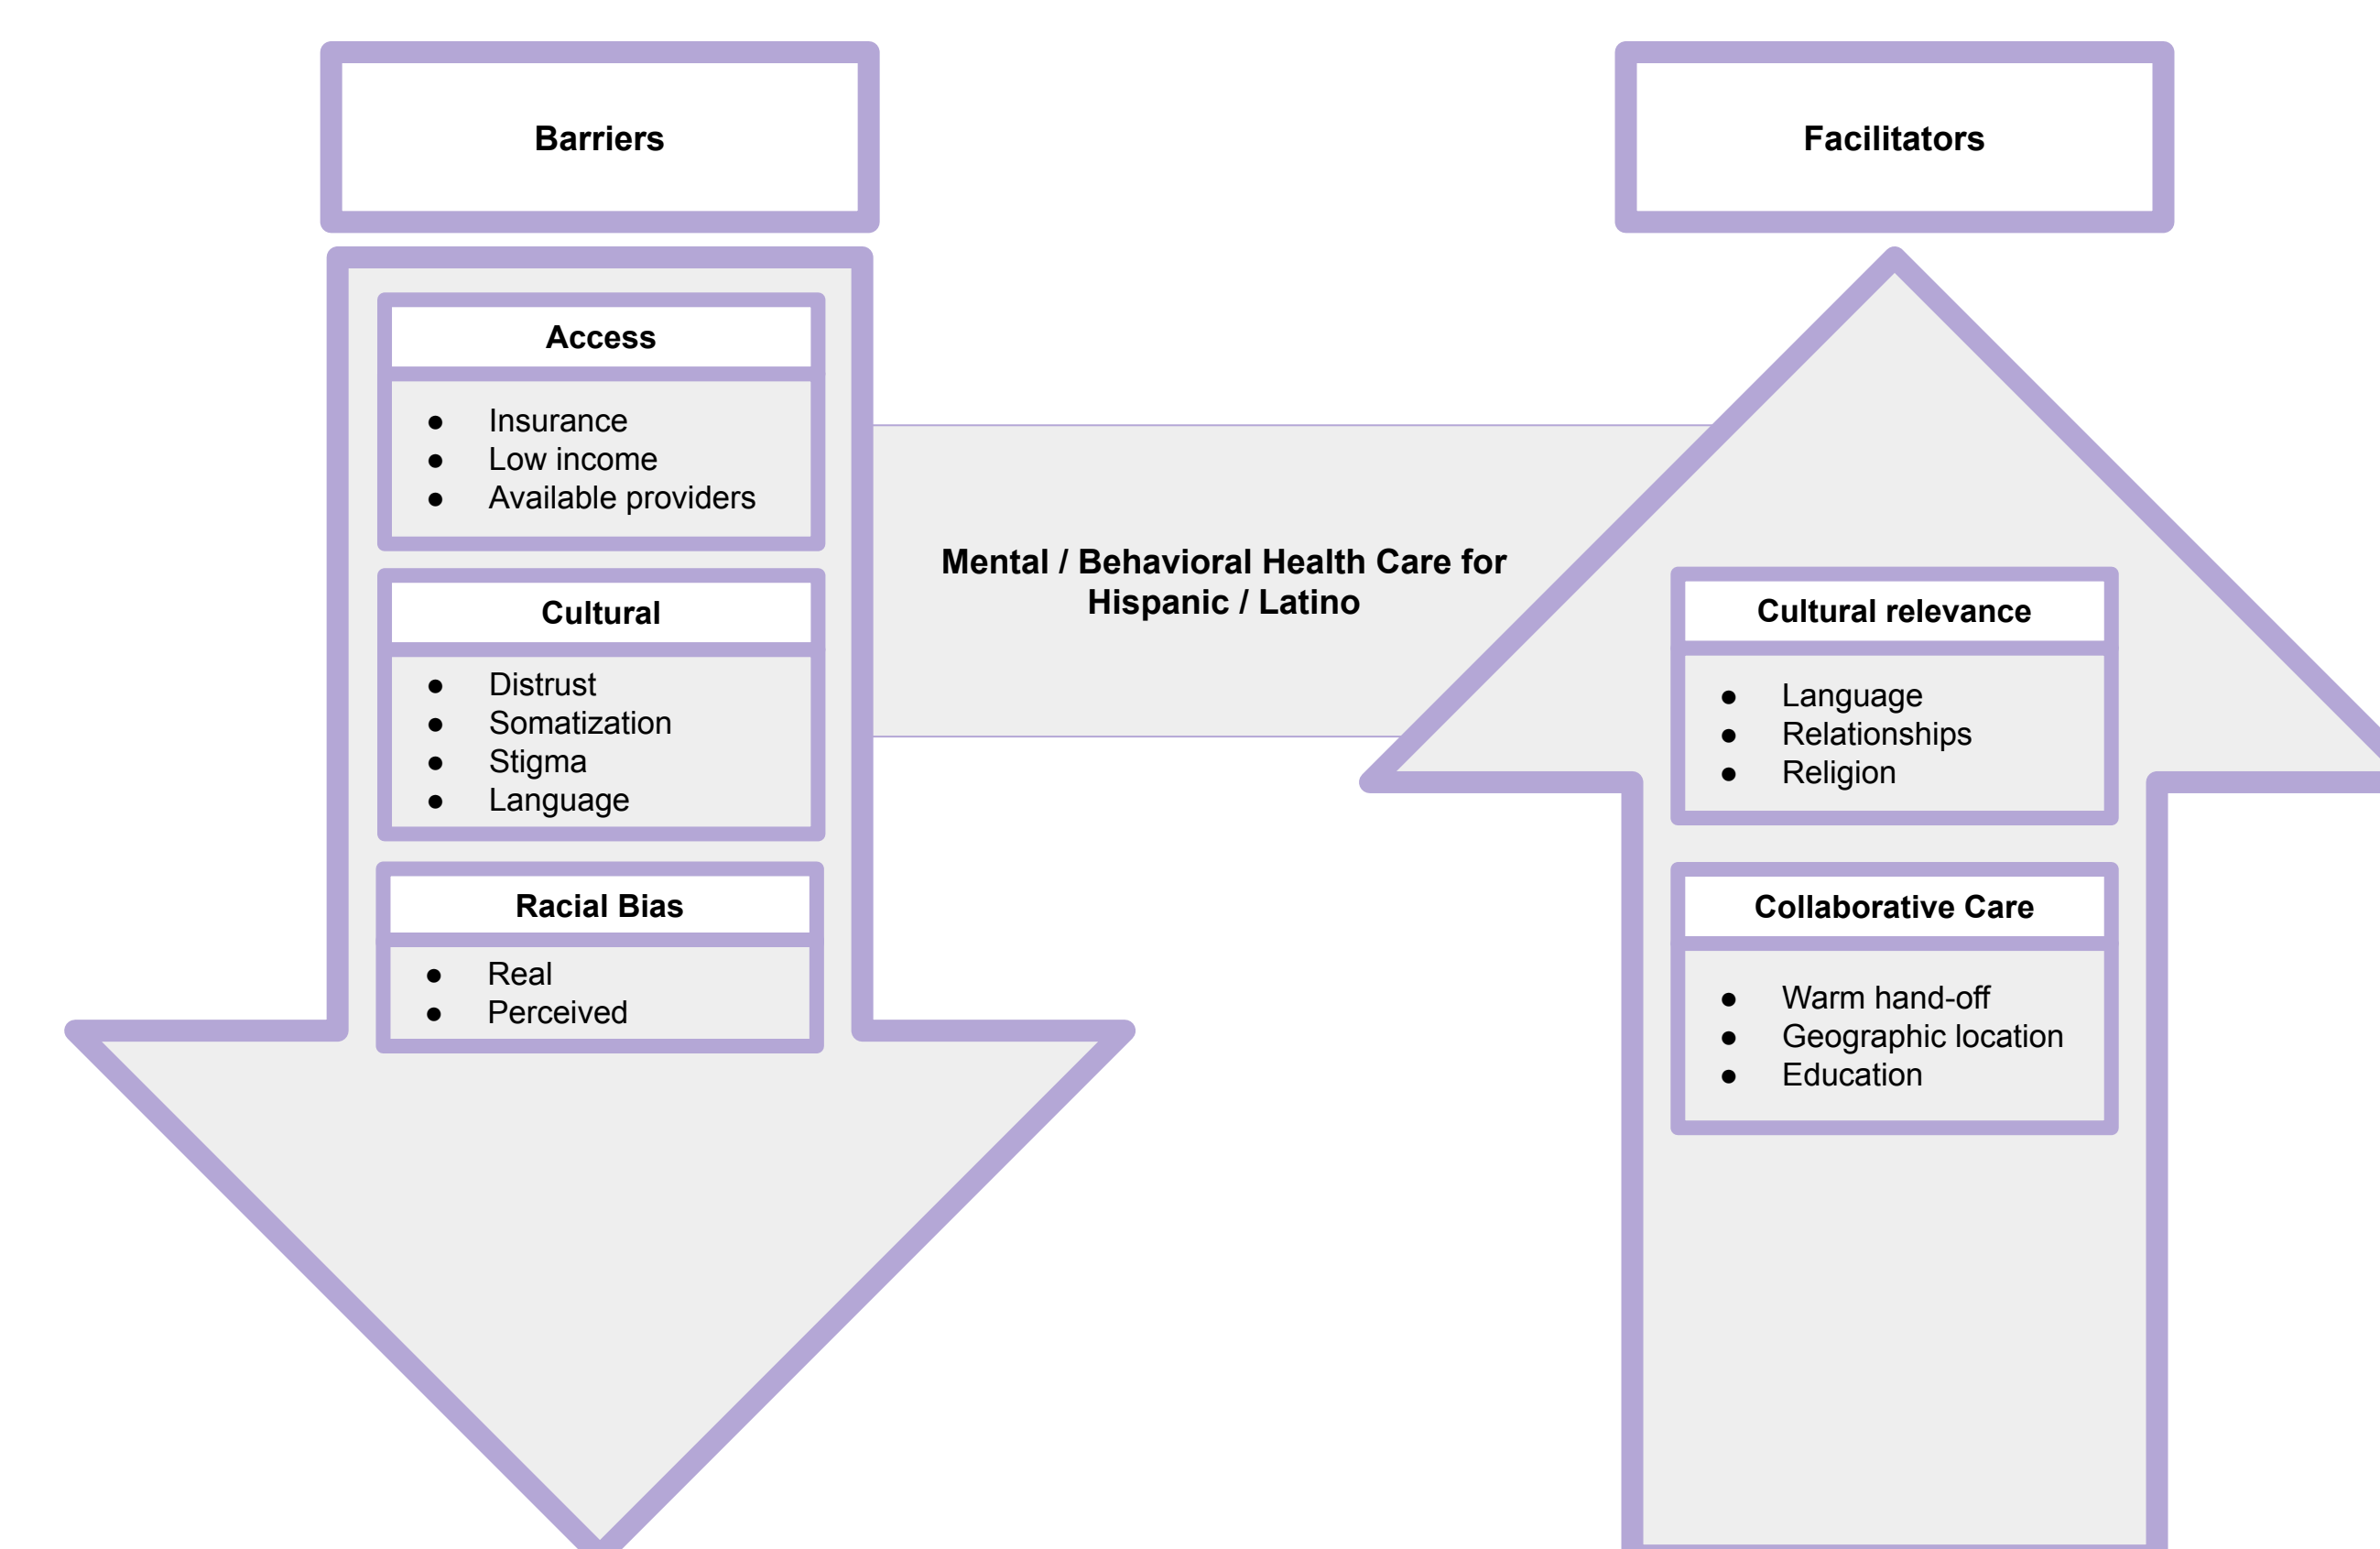 Barriers
Access
● Insurance
● Low income
● Available providers
Cultural
● Distrust
● Somatization
● Stigma
● Language
Racial Bias
● Real
● Perceived
Mental / Behavioral Health Care for
Hispanic / Latino
Facilitators
Cultural relevance
● Language
● Relationships
● Religion
Collaborative Care
● Warm hand-off
● Geographic location
● Education